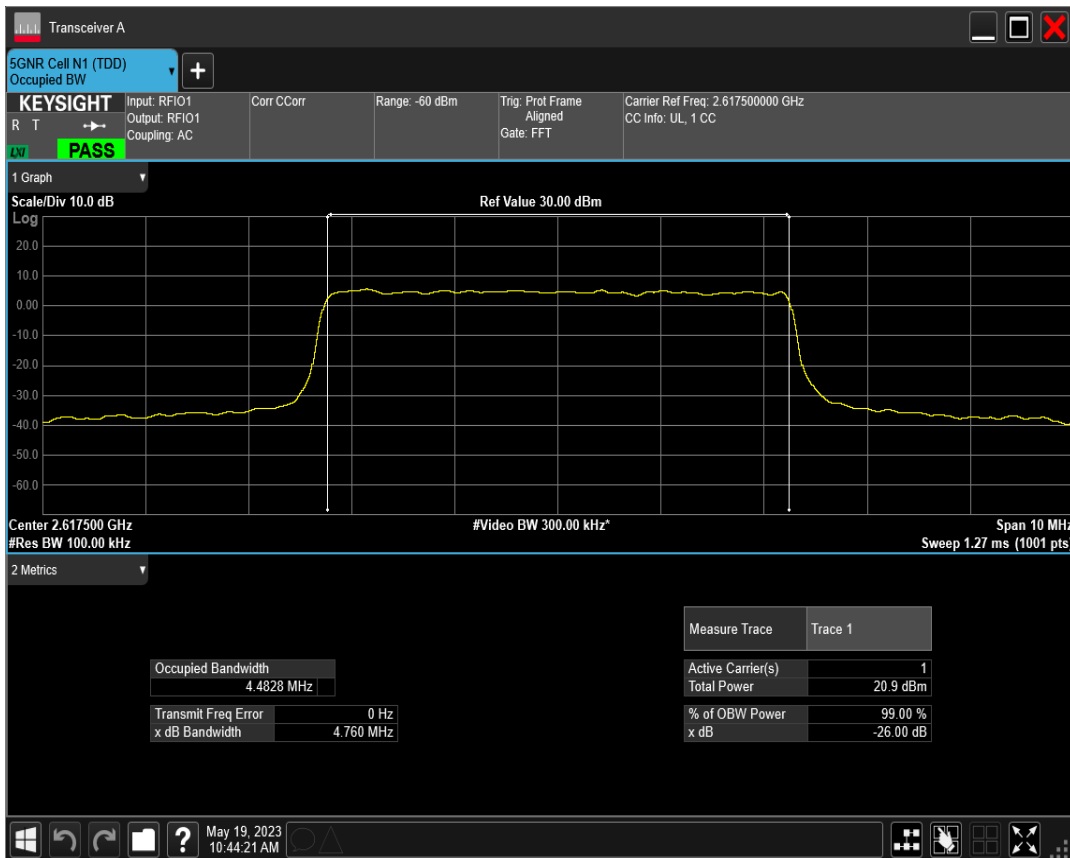 Transceiver A
5GNR Cell N1 (TDD)
Occupied BW
+
KEYSIGHT
R T
LXI
PASS
Input: RFIO1
Output: RFIO1
Coupling: AC
Corr CCorr
Range: -60 dBm
Trig: Prot Frame
Aligned
Gate: FFT
Carrier Ref Freq: 2.617500000 GHz
CC Info: UL, 1 CC
1 Graph
Scale/Div 10.0 dB
Ref Value 30.00 dBm
Log
20.0
10.0
0.00
-10.0
-20.0
-30.0
-40.0
-50.0
-60.0
Center 2.617500 GHz
#Video BW 300.00 kHz*
Span 10 MHz
#Res BW 100.00 kHz
Sweep 1.27 ms (1001 pts)
2 Metrics
Measure Trace Trace 1
Occupied Bandwidth
4.4828 MHz
Active Carrier(s) 1
Total Power 20.9 dBm
Transmit Freq Error 0 Hz
x dB Bandwidth 4.760 MHz
% of OBW Power 99.00 %
x dB -26.00 dB
?
May 19, 2023
10:44:21 AM